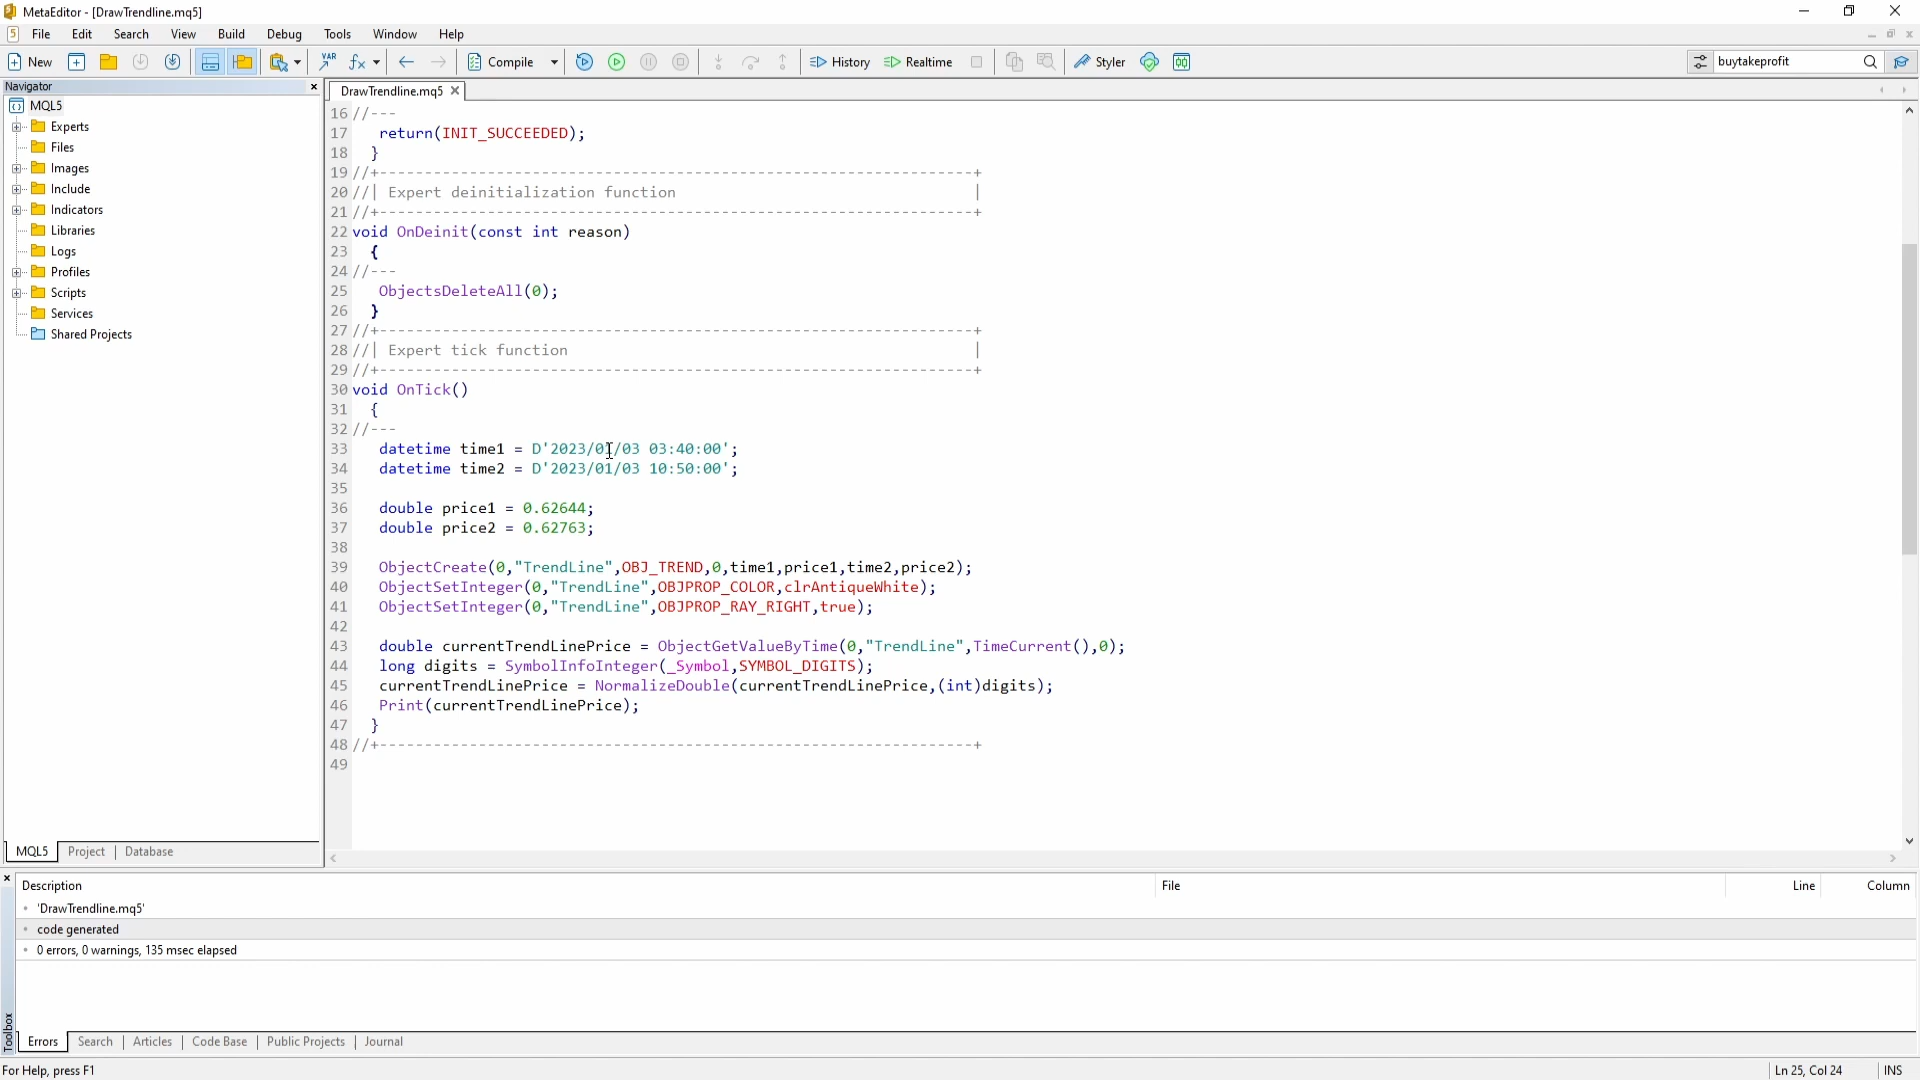 MetaEditor - [DrawTrendline.mq5]
File Edit Search View Build Debug Tools Window Help
New VAR fx Compile History Realtime Styler buytakeprofit
Navigator
DrawTrendline.mq5
MQL5
Experts
Files
Images
Include
Indicators
Libraries
Logs
Profiles
Scripts
Services
Shared Projects
MQL5 Project Database
16 //---
17 return(INIT_SUCCEEDED);
18 }
19 //+------------------------------------------------------------------+
20 //| Expert deinitialization function |
21 //+------------------------------------------------------------------+
22 void OnDeinit(const int reason)
23 {
24 //---
25 ObjectsDeleteAll(0);
26 }
27 //+------------------------------------------------------------------+
28 //| Expert tick function |
29 //+------------------------------------------------------------------+
30 void OnTick()
31 {
32 //---
33 datetime time1 = D'2023/01/03 03:40:00';
34 datetime time2 = D'2023/01/03 10:50:00';
35
36 double price1 = 0.62644;
37 double price2 = 0.62763;
38
39 ObjectCreate(0,"TrendLine",OBJ_TREND,0,time1,price1,time2,price2);
40 ObjectSetInteger(0,"TrendLine",OBJPROP_COLOR,clrAntiqueWhite);
41 ObjectSetInteger(0,"TrendLine",OBJPROP_RAY_RIGHT,true);
42
43 double currentTrendLinePrice = ObjectGetValueByTime(0,"TrendLine",TimeCurrent(),0);
44 long digits = SymbolInfoInteger(_Symbol,SYMBOL_DIGITS);
45 currentTrendLinePrice = NormalizeDouble(currentTrendLinePrice,(int)digits);
46 Print(currentTrendLinePrice);
47 }
48 //+------------------------------------------------------------------+
49
Description File Line Column
'DrawTrendline.mq5'
code generated
0 errors, 0 warnings, 135 msec elapsed
Toolbox
Errors Search Articles Code Base Public Projects Journal
For Help, press F1 Ln 25, Col 24 INS